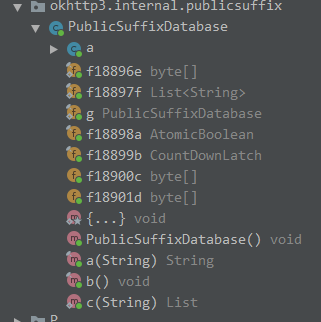 okhttp3.internal.publicsuffix
PublicSuffixDatabase
a
f18896e byte[]
f18897f List<String>
g PublicSuffixDatabase
f18898a AtomicBoolean
f18899b CountDownLatch
f18900c byte[]
f18901d byte[]
{...} void
PublicSuffixDatabase() void
a(String) String
b() void
c(String) List